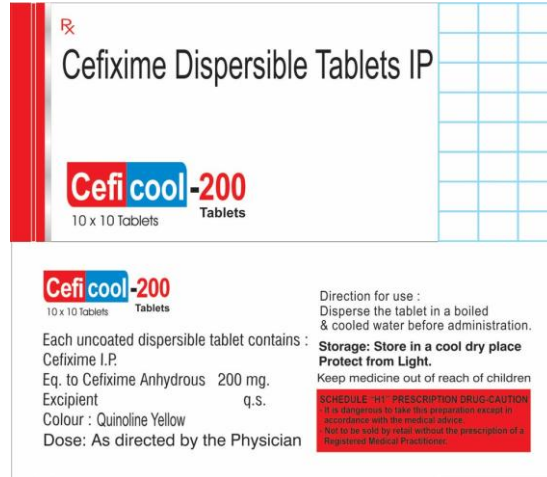 Rx
Cefixime Dispersible Tablets IP
Cefi cool-200
Tablets
10 x 10 Tablets
Cefi cool-200
Tablets
10 x 10 Tablets
Each uncoated dispersible tablet contains :
Cefixime I.P.
Eq. to Cefixime Anhydrous 200 mg.
Excipient q.s.
Colour : Quinoline Yellow
Dose: As directed by the Physician
Direction for use :
Disperse the tablet in a boiled
& cooled water before administration.
Storage: Store in a cool dry place
Protect from Light.
Keep medicine out of reach of children
SCHEDULE "H1" PRESCRIPTION DRUG-CAUTION
- It is dangerous to take this preparation except in
accordance with the medical advice.
- Not to be sold by retail without the prescription of a
Registered Medical Practitioner.